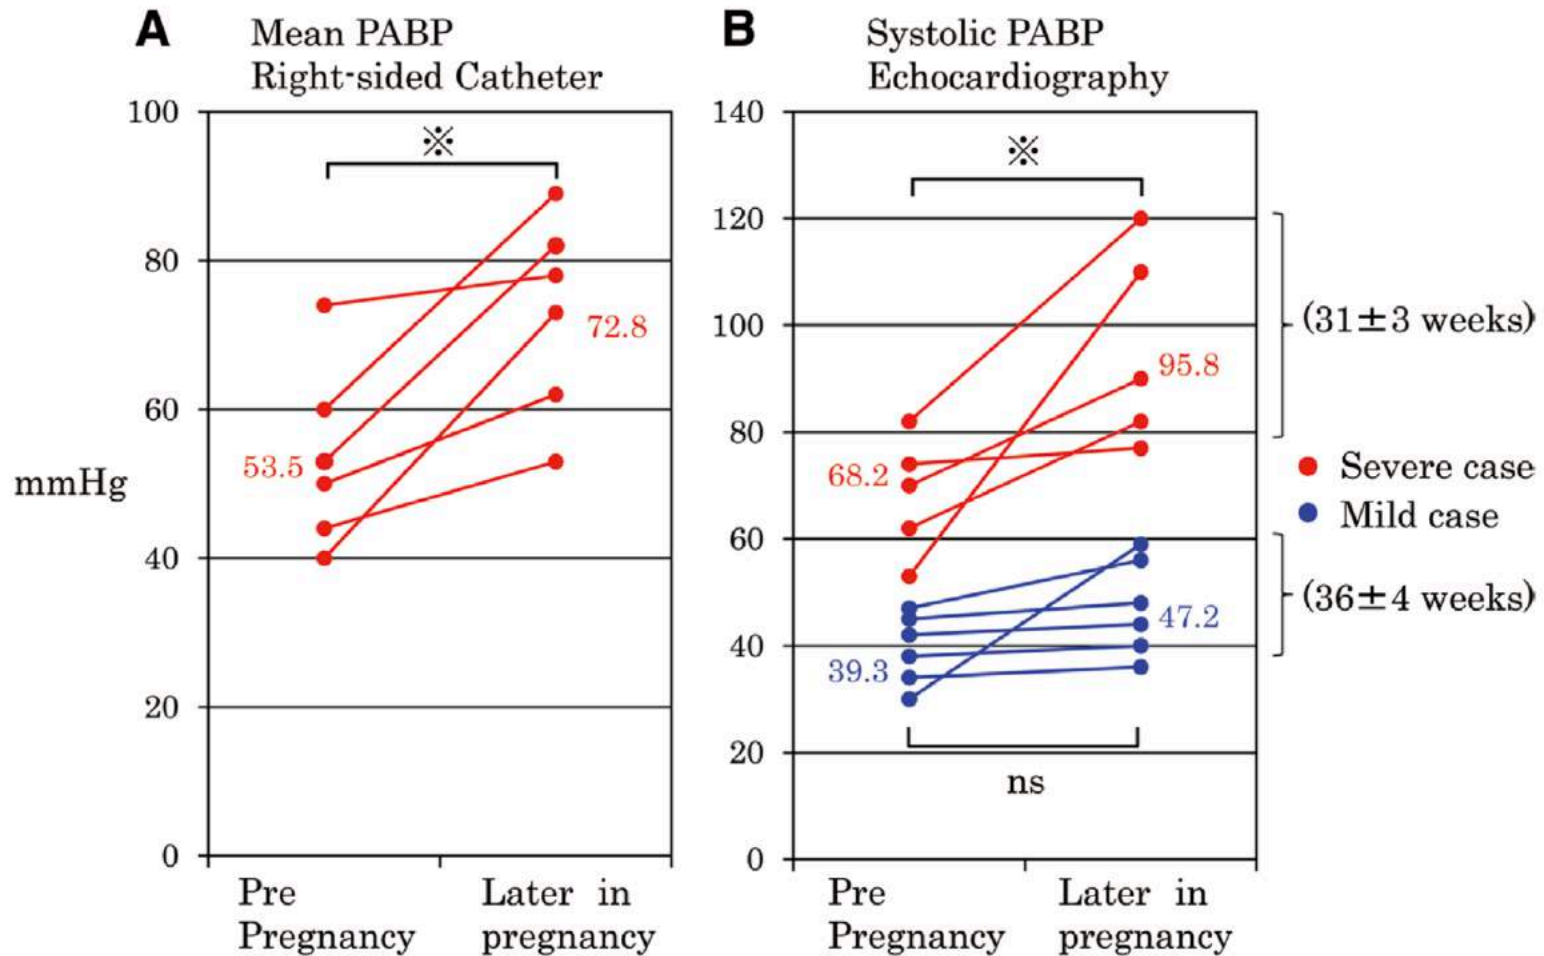 A
Mean PABP
Right-sided Catheter
100
80
60
40
20
0
mmHg
※
53.5
72.8
Pre
Pregnancy
Later in
pregnancy
B
Systolic PABP
Echocardiography
140
120
100
80
60
40
20
0
※
68.2
95.8
39.3
47.2
ns
Pre
Pregnancy
Later in
pregnancy
(31±3 weeks)
Severe case
Mild case
(36±4 weeks)